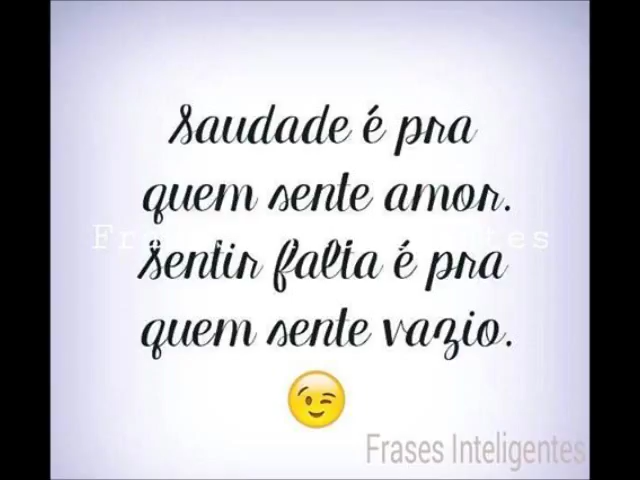 Saudade é pra
quem sente amor.
Sentir falta é pra
quem sente vazio.
Frases Inteligentes